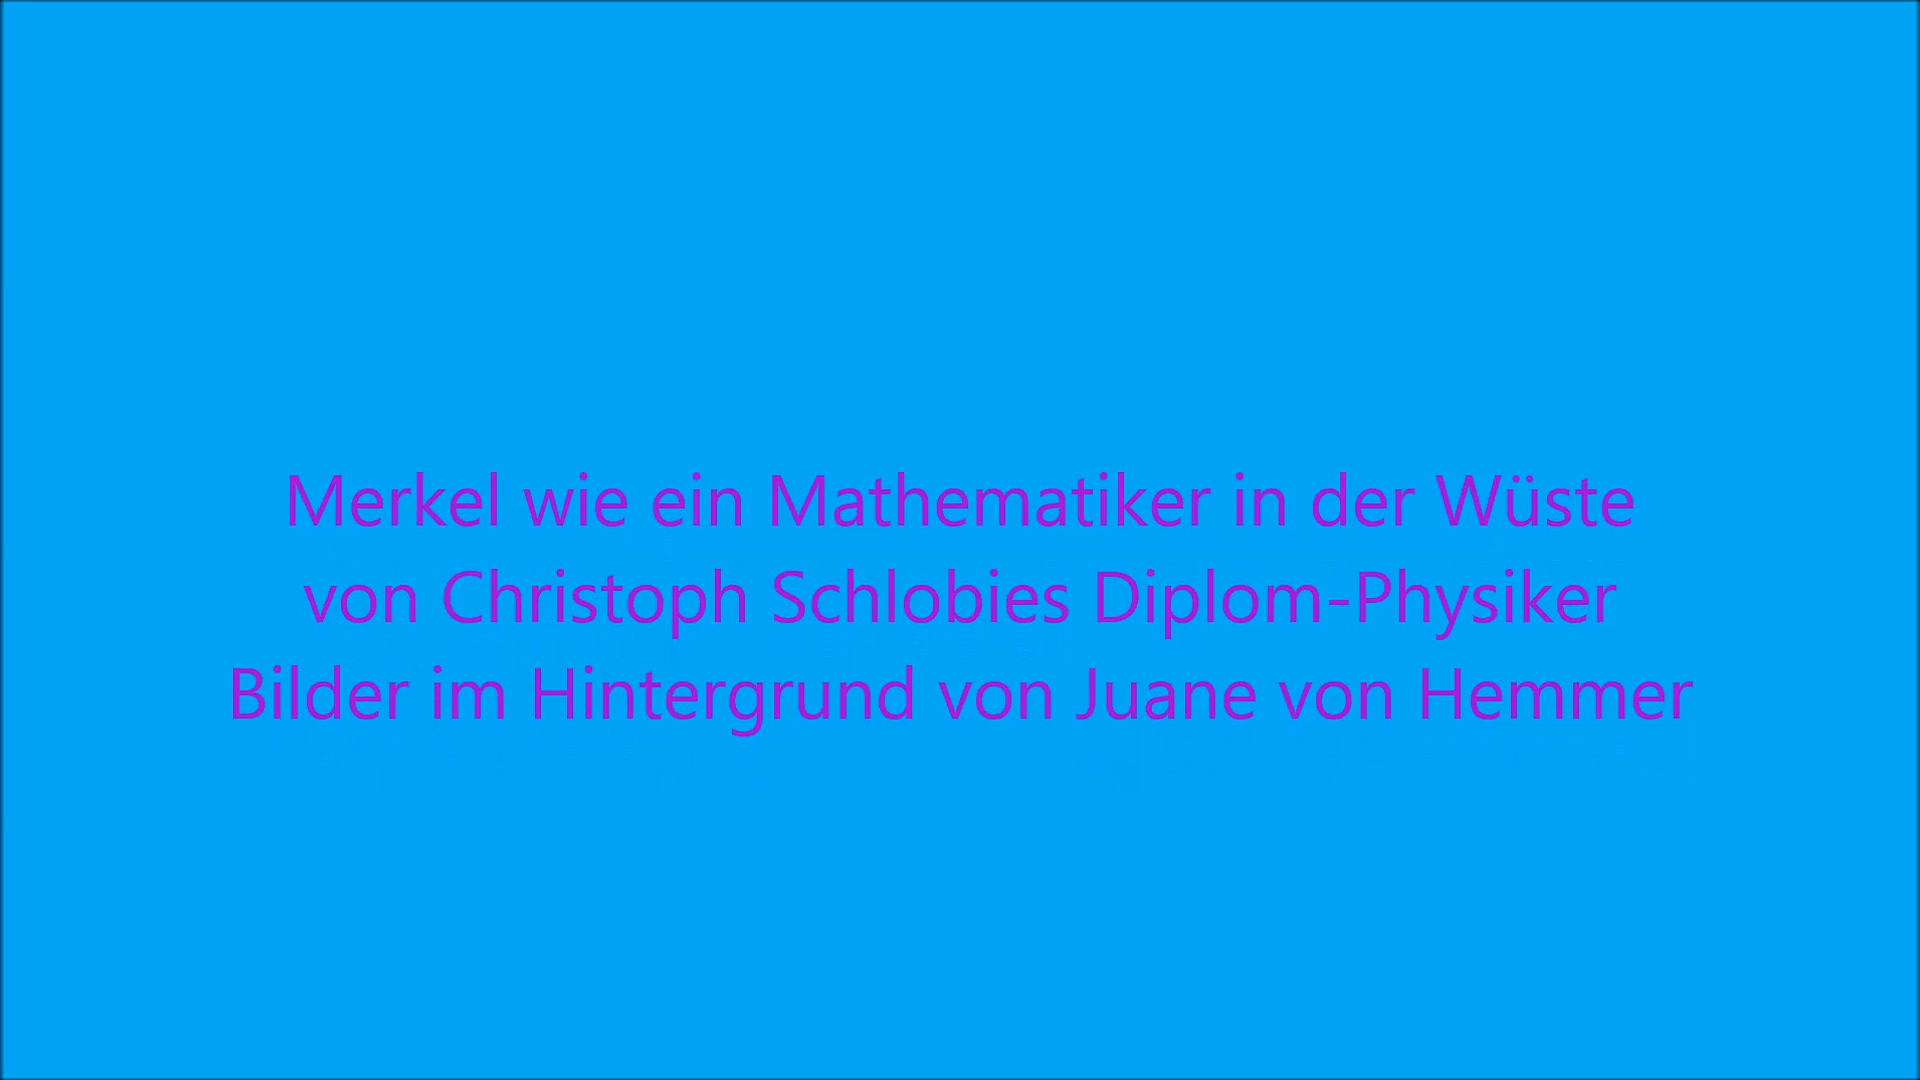 Merkel wie ein Mathematiker in der Wüste
von Christoph Schlobies Diplom-Physiker
Bilder im Hintergrund von Juane von Hemmer